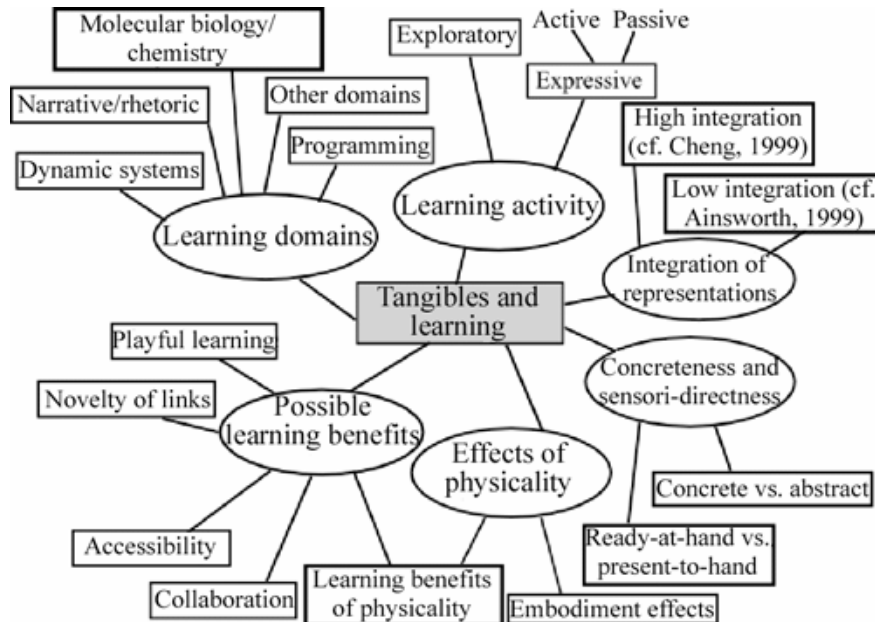 Molecular biology/
chemistry
Exploratory
Active
Passive
Expressive
Narrative/rhetoric
Other domains
Programming
Dynamic systems
Learning domains
Learning activity
High integration
(cf. Cheng, 1999)
Low integration (cf.
Ainsworth, 1999)
Integration of
representations
Tangibles and
learning
Playful learning
Novelty of links
Possible
learning benefits
Concreteness and
sensori-directness
Effects of
physicality
Concrete vs. abstract
Accessibility
Collaboration
Learning benefits
of physicality
Embodiment effects
Ready-at-hand vs.
present-to-hand